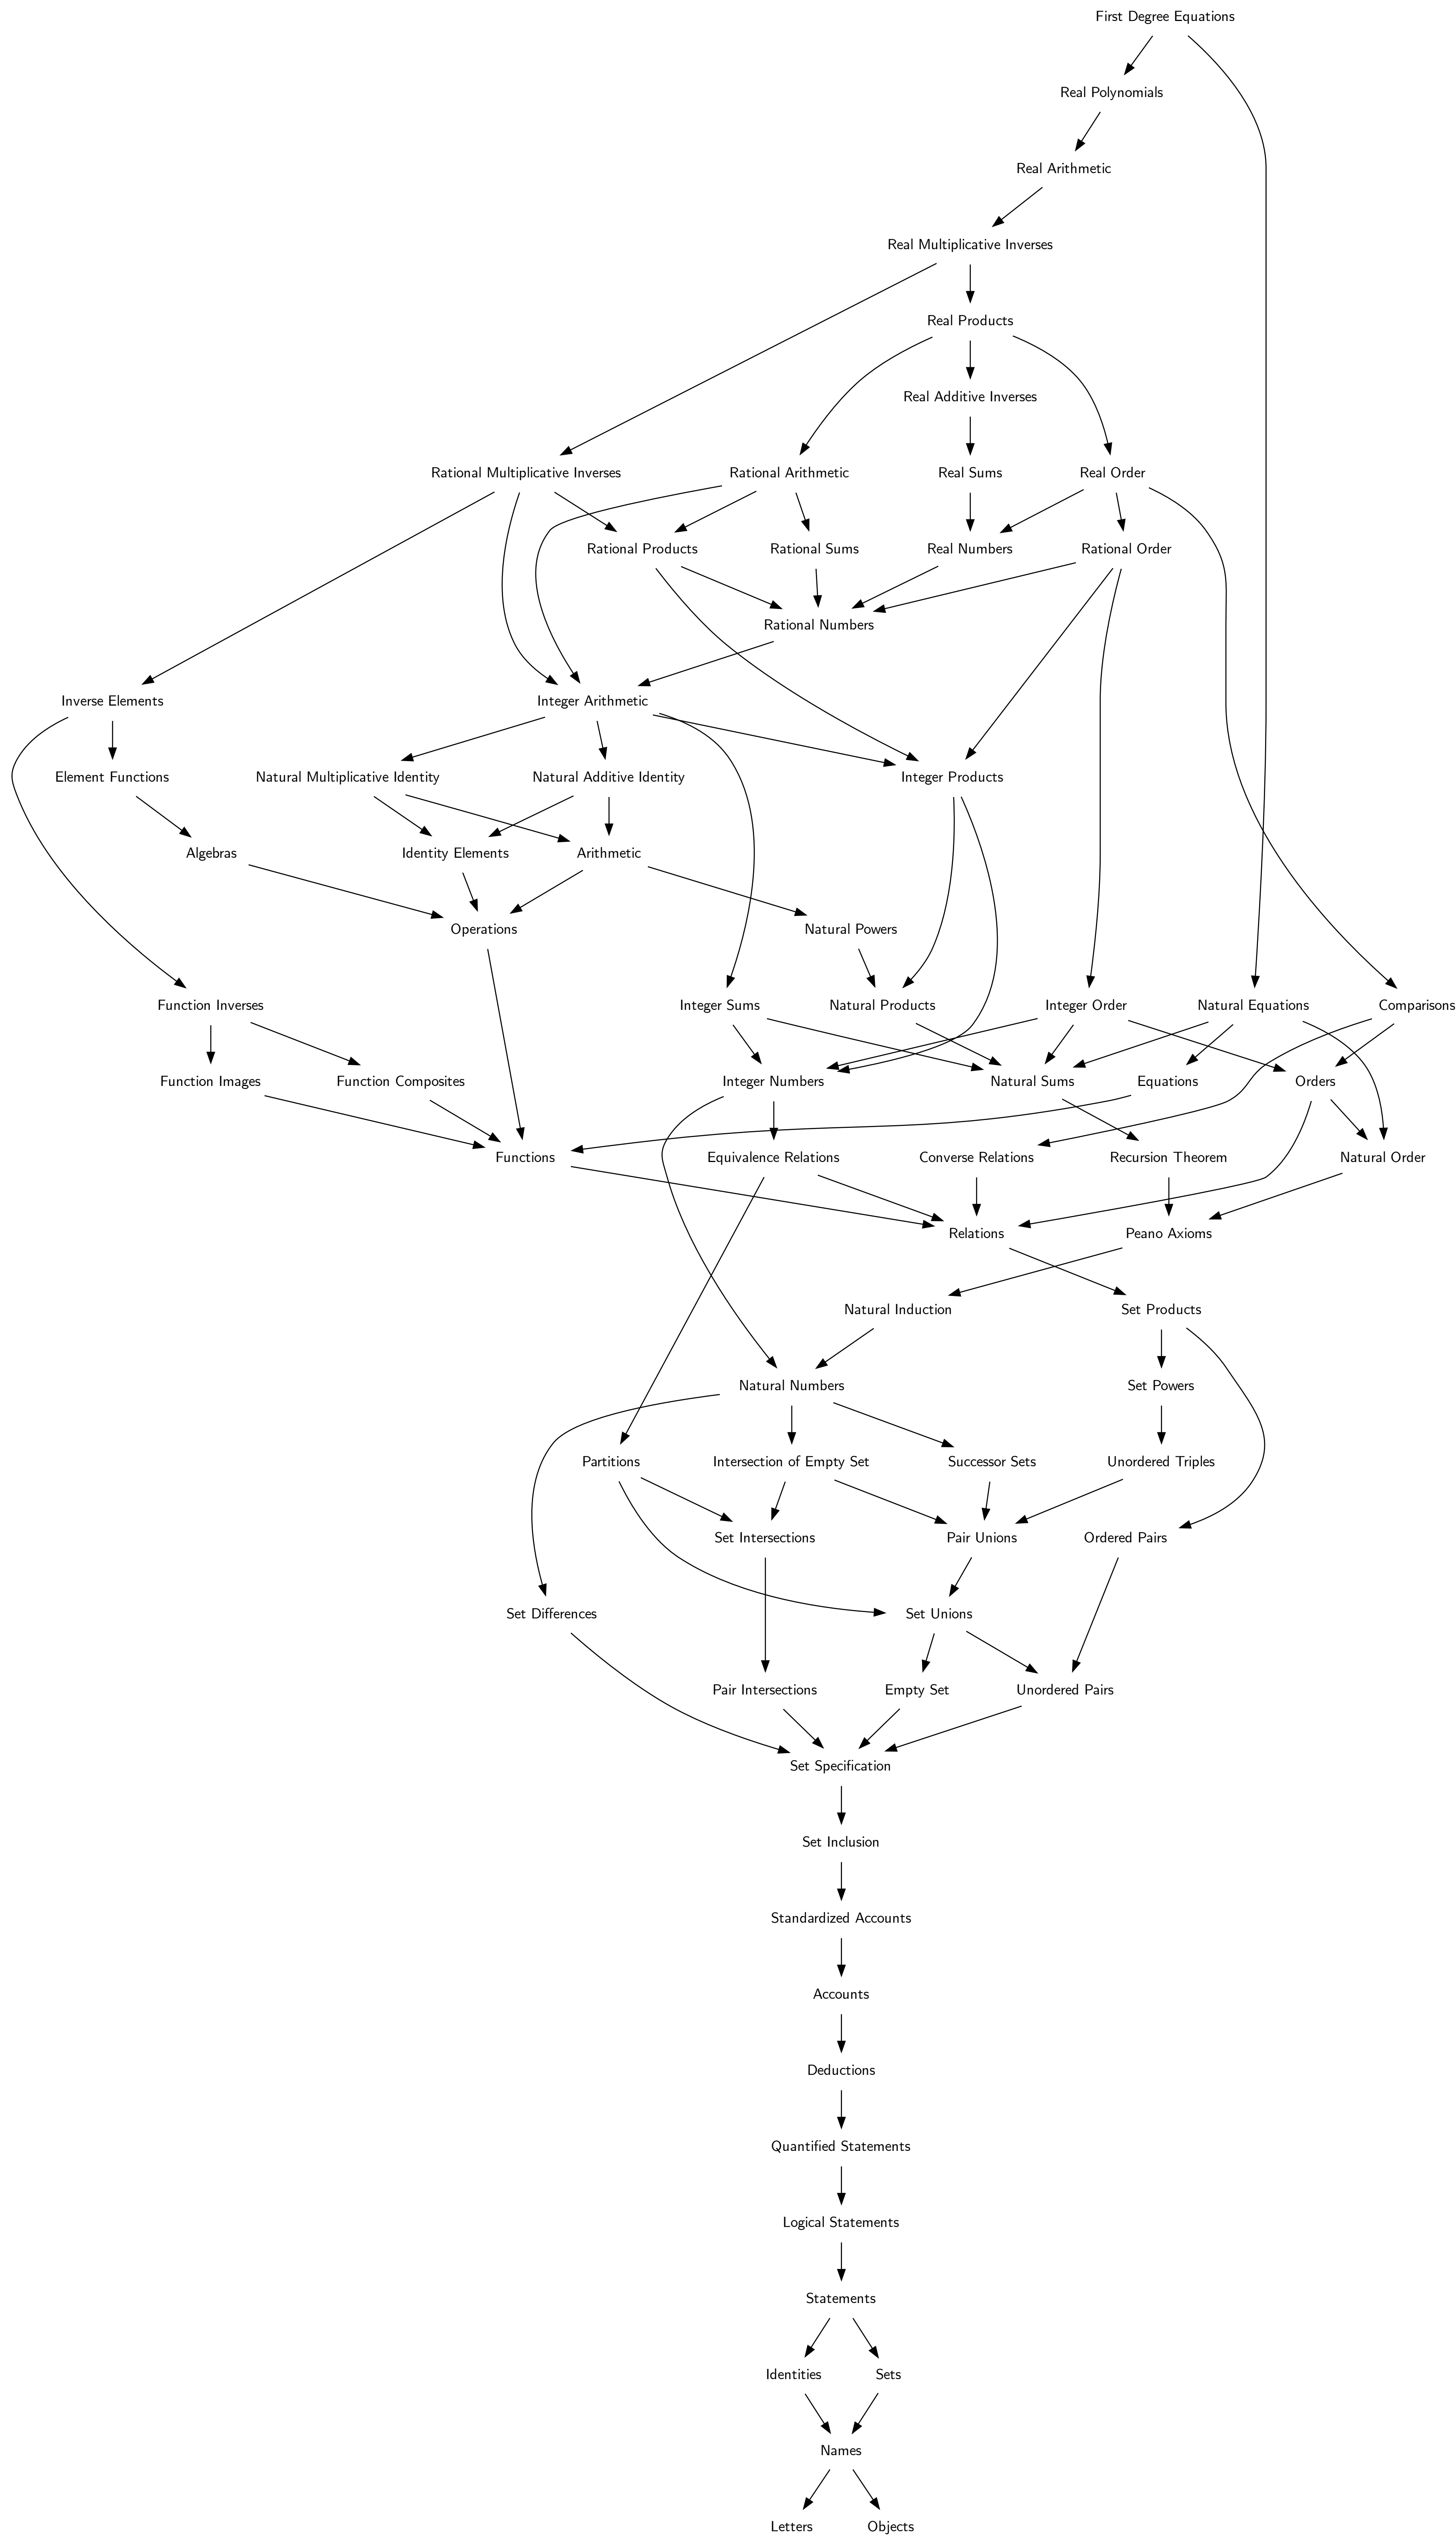 First Degree Equations
Real Polynomials
Real Arithmetic
Real Multiplicative Inverses
Real Products
Real Additive Inverses
Rational Multiplicative Inverses
Rational Arithmetic
Real Sums
Real Order
Rational Products
Rational Sums
Real Numbers
Rational Order
Rational Numbers
Inverse Elements
Integer Arithmetic
Element Functions
Natural Multiplicative Identity
Natural Additive Identity
Integer Products
Algebras
Identity Elements
Arithmetic
Operations
Natural Powers
Function Inverses
Integer Sums
Natural Products
Integer Order
Natural Equations
Comparisons
Function Images
Function Composites
Integer Numbers
Natural Sums
Equations
Orders
Functions
Equivalence Relations
Converse Relations
Recursion Theorem
Natural Order
Relations
Peano Axioms
Natural Induction
Set Products
Natural Numbers
Set Powers
Partitions
Intersection of Empty Set
Successor Sets
Unordered Triples
Set Intersections
Pair Unions
Ordered Pairs
Set Differences
Set Unions
Pair Intersections
Empty Set
Unordered Pairs
Set Specification
Set Inclusion
Standardized Accounts
Accounts
Deductions
Quantified Statements
Logical Statements
Statements
Identities
Sets
Names
Letters
Objects